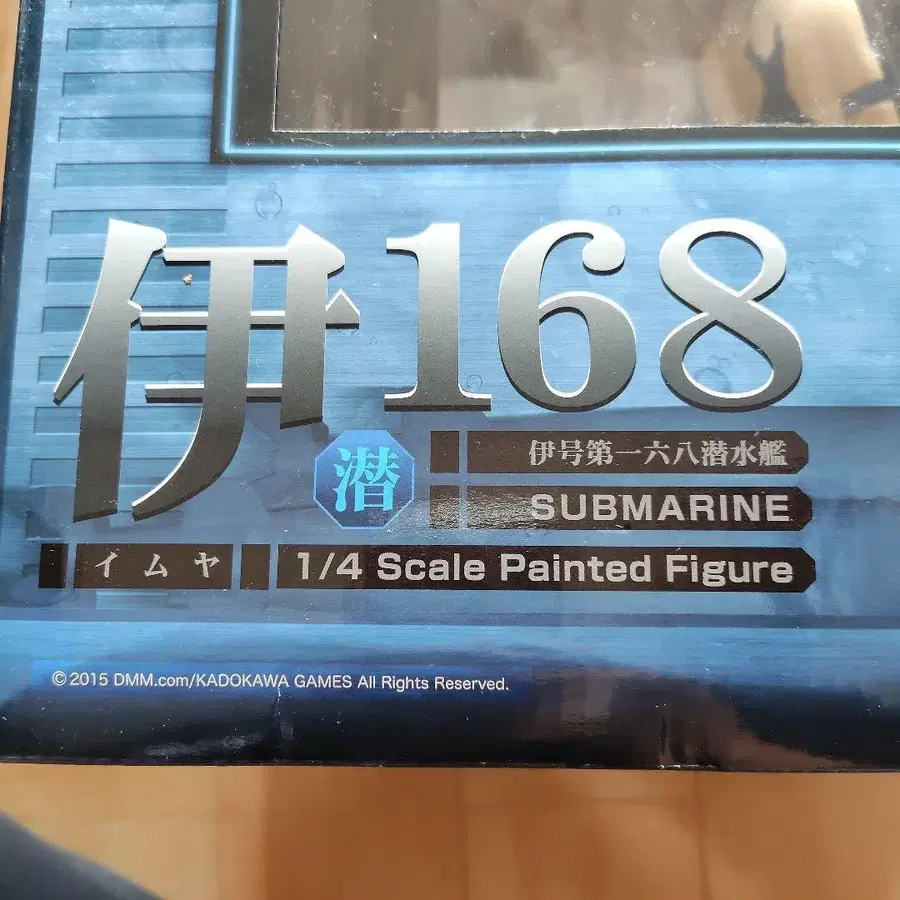 伊168
潜
伊号第一六八潜水艦
SUBMARINE
イムヤ
1/4 Scale Painted Figure
© 2015 DMM.com/KADOKAWA GAMES All Rights Reserved.